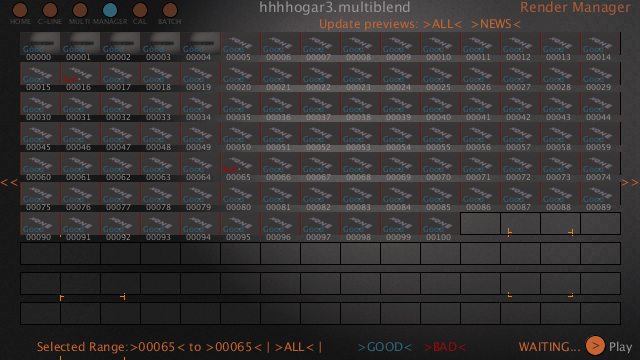 hhhhogar3.multiblend
Render Manager
HOME C-LINE MULTI MANAGER CAL BATCH
Update previews: >ALL< >NEWS<
Good Good Good Good Good Good Good Good Good Good Good Good Good Good Good
00000 00001 00002 00003 00004 00005 00006 00007 00008 00009 00010 00011 00012 00013 00014
Good Good Good Good Good Good Good Good Good Good Good Good Good
00015 00016 00017 00018 00019 00020 00021 00022 00023 00024 00025 00026 00027 00028 00029
Good Good Good Good Good Good Good Good Good Good Good Good Good Good Good
00030 00031 00032 00033 00034 00035 00036 00037 00038 00039 00040 00041 00042 00043 00044
Good Good Good Good Good Good Good Good Good Good Good Good Good Good Good
00045 00046 00047 00048 00049 00050 00051 00052 00053 00054 00055 00056 00057 00058 00059
Good Good Good Good Good Good Good Good Good Good Good Good Good Good
00060 00061 00062 00063 00064 00065 00066 00067 00068 00069 00070 00071 00072 00073 00074
<< >>
Good Good Good Good Good Good Good Good Good Good Good Good Good Good Good
00075 00076 00077 00078 00079 00080 00081 00082 00083 00084 00085 00086 00087 00088 00089
Good Good Good Good Good Good Good Good Good Good Good
00090 00091 00092 00093 00094 00095 00096 00097 00098 00099 00100
Selected Range: >00065< to >00065< | >ALL< | >GOOD< >BAD< WAITING... > Play